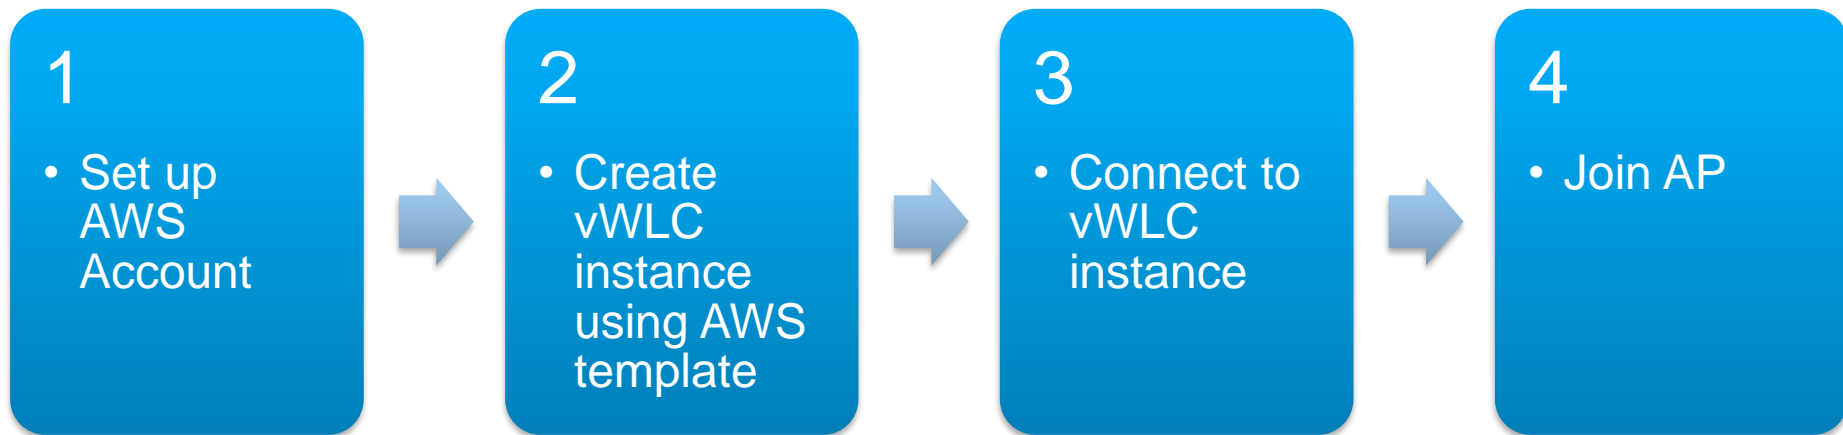 1
• Set up
AWS
Account
2
• Create
vWLC
instance
using AWS
template
3
• Connect to
vWLC
instance
4
• Join AP